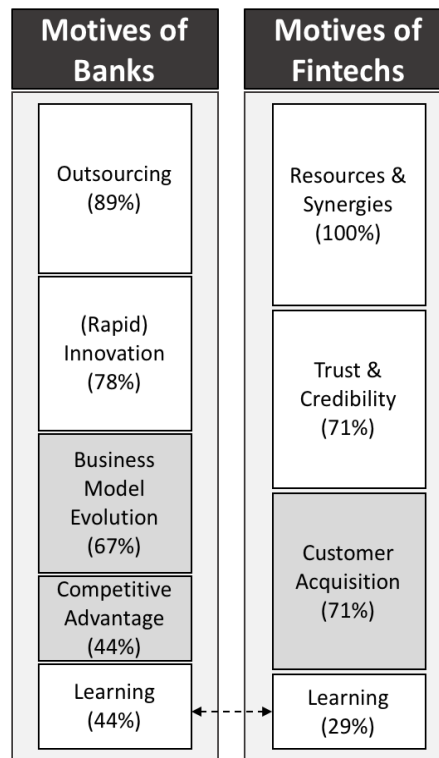 Motives of
Banks
Outsourcing
(89%)
(Rapid)
Innovation
(78%)
Business
Model
Evolution
(67%)
Competitive
Advantage
(44%)
Learning
(44%)
Motives of
Fintechs
Resources &
Synergies
(100%)
Trust &
Credibility
(71%)
Customer
Acquisition
(71%)
Learning
(29%)